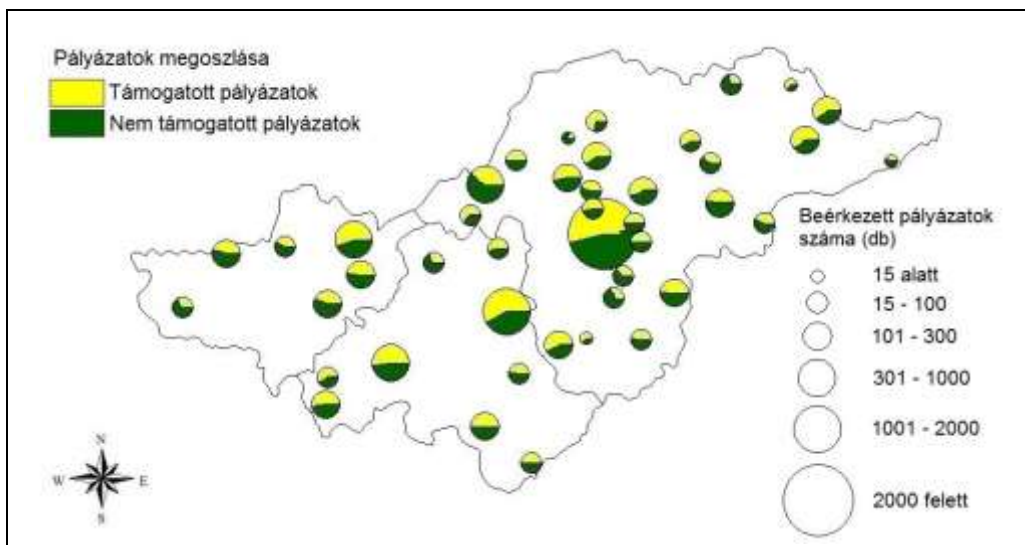 Pályázatok megoszlása
Támogatott pályázatok
Nem támogatott pályázatok
Beérkezett pályázatok
száma (db)
15 alatt
15 - 100
101 - 300
301 - 1000
1001 - 2000
2000 felett
N
W E
S